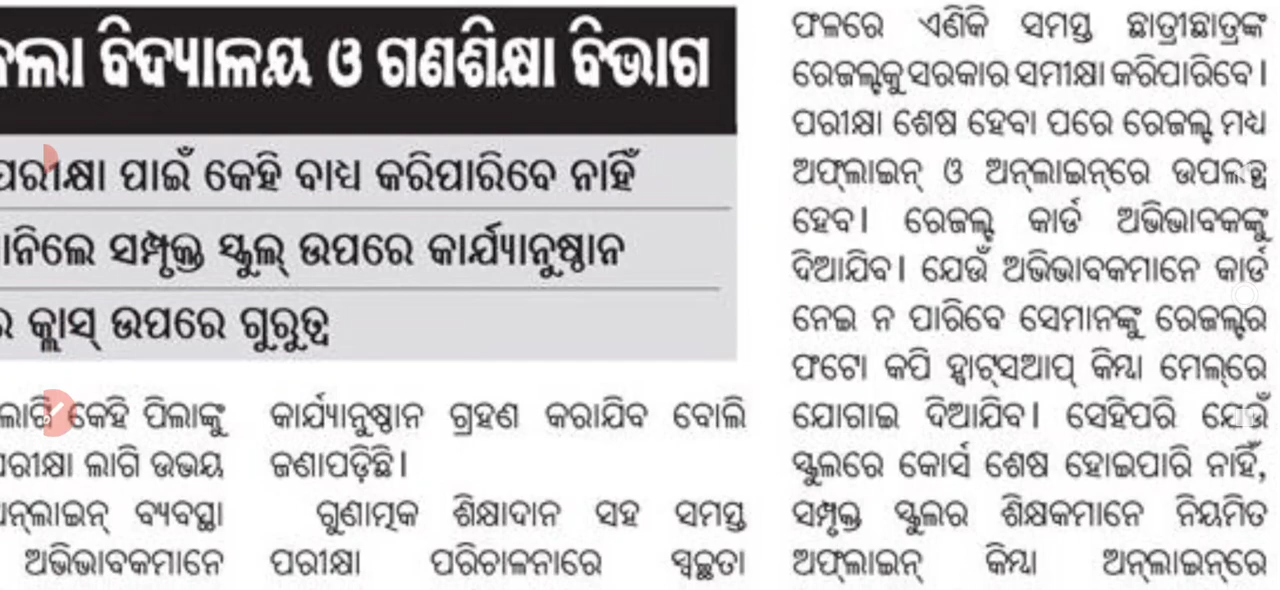 କଲା ବିଦ୍ୟାଳୟ ଓ ଗଣଶିକ୍ଷା ବିଭାଗ
ପରୀକ୍ଷା ପାଇଁ କେହି ବାଧ୍ୟ କରିପାରିବେ ନାହିଁ
ମାନିଲେ ସମ୍ପୃକ୍ତ ସ୍କୁଲ୍ ଉପରେ କାର୍ଯ୍ୟାନୁଷ୍ଠାନ
ର କ୍ଲାସ୍ ଉପରେ ଗୁରୁତ୍ୱ
ଲାଗି କେହି ପିଲାଙ୍କୁ
ପରୀକ୍ଷା ଲାଗି ଉଭୟ
ଅନ୍‌ଲାଇନ୍ ବ୍ୟବସ୍ଥା
ଅଭିଭାବକମାନେ
କାର୍ଯ୍ୟାନୁଷ୍ଠାନ ଗ୍ରହଣ କରାଯିବ ବୋଲି
ଜଣାପଡ଼ିଛି।
ଗୁଣାତ୍ମକ ଶିକ୍ଷାଦାନ ସହ ସମସ୍ତ
ପରୀକ୍ଷା ପରିଚାଳନାରେ ସ୍ୱଚ୍ଛତା
ଫଳରେ ଏଣିକି ସମସ୍ତ ଛାତ୍ରୀଛାତ୍ରଙ୍କ
ରେଜଲ୍ଟକୁ ସରକାର ସମୀକ୍ଷା କରିପାରିବେ।
ପରୀକ୍ଷା ଶେଷ ହେବା ପରେ ରେଜଲ୍ଟ ମଧ୍ୟ
ଅଫ୍‌ଲାଇନ୍ ଓ ଅନ୍‌ଲାଇନ୍‌ରେ ଉପଲବ୍ଧ
ହେବ। ରେଜଲ୍ଟ କାର୍ଡ ଅଭିଭାବକଙ୍କୁ
ଦିଆଯିବ। ଯେଉଁ ଅଭିଭାବକମାନେ କାର୍ଡ
ନେଇ ନ ପାରିବେ ସେମାନଙ୍କୁ ରେଜଲ୍ଟର
ଫଟୋ କପି ହ୍ୱାଟ୍‌ସଆପ୍ କିମ୍ବା ମେଲ୍‌ରେ
ଯୋଗାଇ ଦିଆଯିବ। ସେହିପରି ଯେଉଁ
ସ୍କୁଲରେ କୋର୍ସ ଶେଷ ହୋଇପାରି ନାହିଁ,
ସମ୍ପୃକ୍ତ ସ୍କୁଲର ଶିକ୍ଷକମାନେ ନିୟମିତ
ଅଫ୍‌ଲାଇନ୍ କିମ୍ବା ଅନ୍‌ଲାଇନ୍‌ରେ